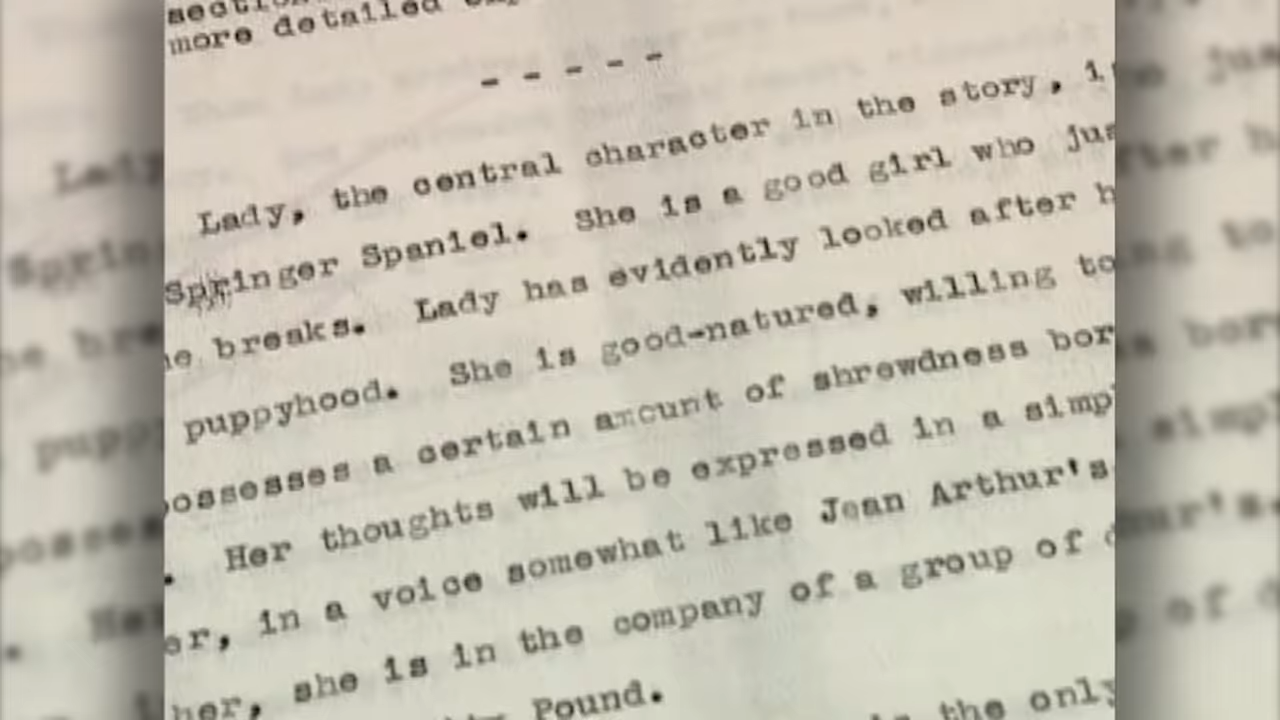 more detailed
- - - - -
Lady, the central character in the story,
Springer Spaniel. She is a good girl who
breaks. Lady has evidently looked after
puppyhood. She is good-natured, willing to
possesses a certain amount of shrewdness
. Her thoughts will be expressed in a
in a voice somewhat like Jean Arthur's
her, she is in the company of a group of
Pound.
the only